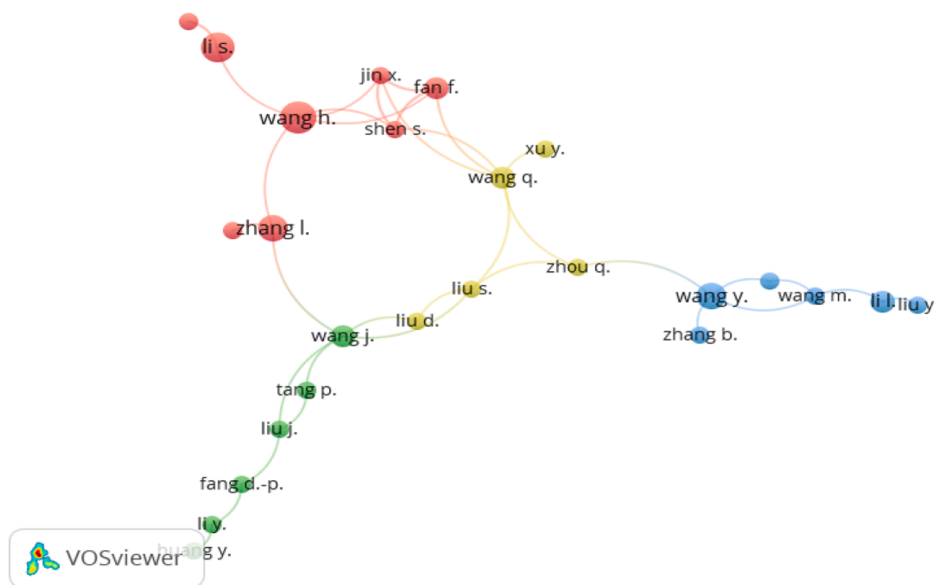 li s.
jin x.
fan f.
wang h.
shen s.
xu y.
wang q.
zhang l.
zhou q.
liu s.
wang y.
wang m.
li l.
liu y
liu d.
wang j.
zhang b.
tang p.
liu j.
fang d.-p.
li y.
huang y.
VOSviewer